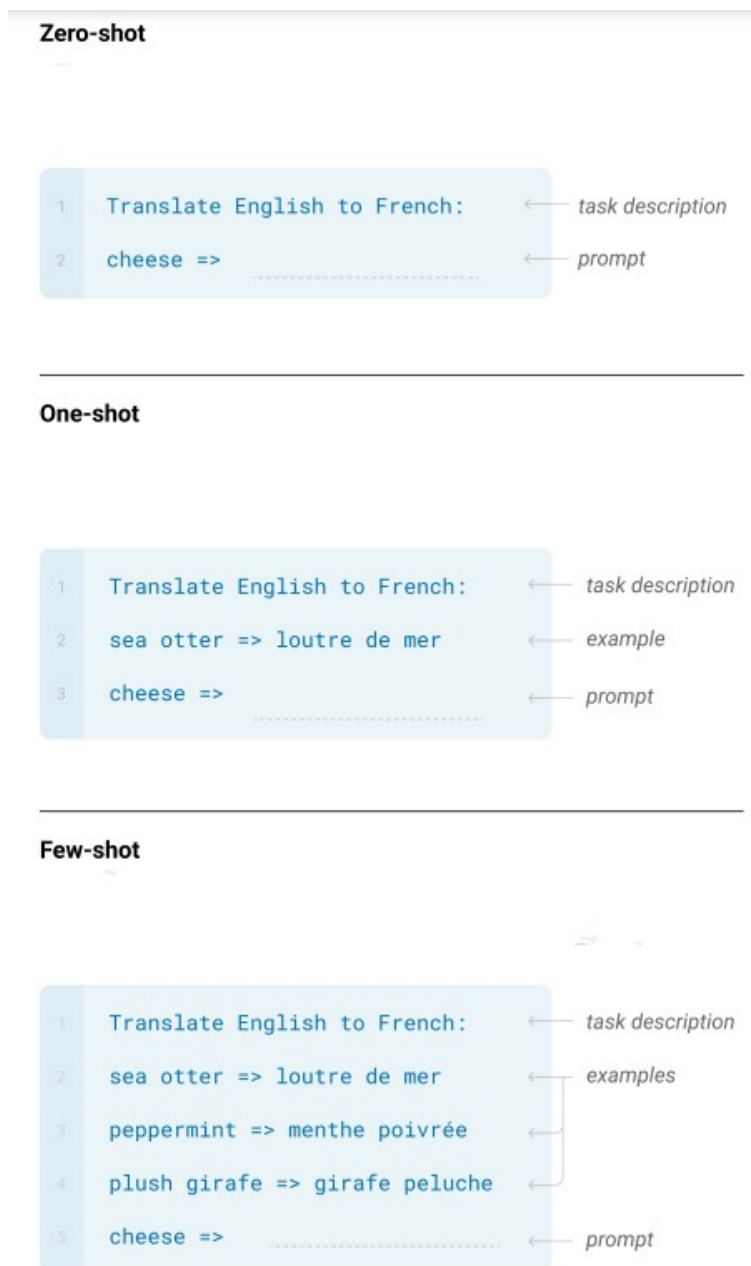 Zero-shot
1 Translate English to French: task description
2 cheese => prompt
One-shot
1 Translate English to French: task description
2 sea otter => loutre de mer example
3 cheese => prompt
Few-shot
1 Translate English to French: task description
2 sea otter => loutre de mer examples
3 peppermint => menthe poivrée
4 plush girafe => girafe peluche
5 cheese => prompt